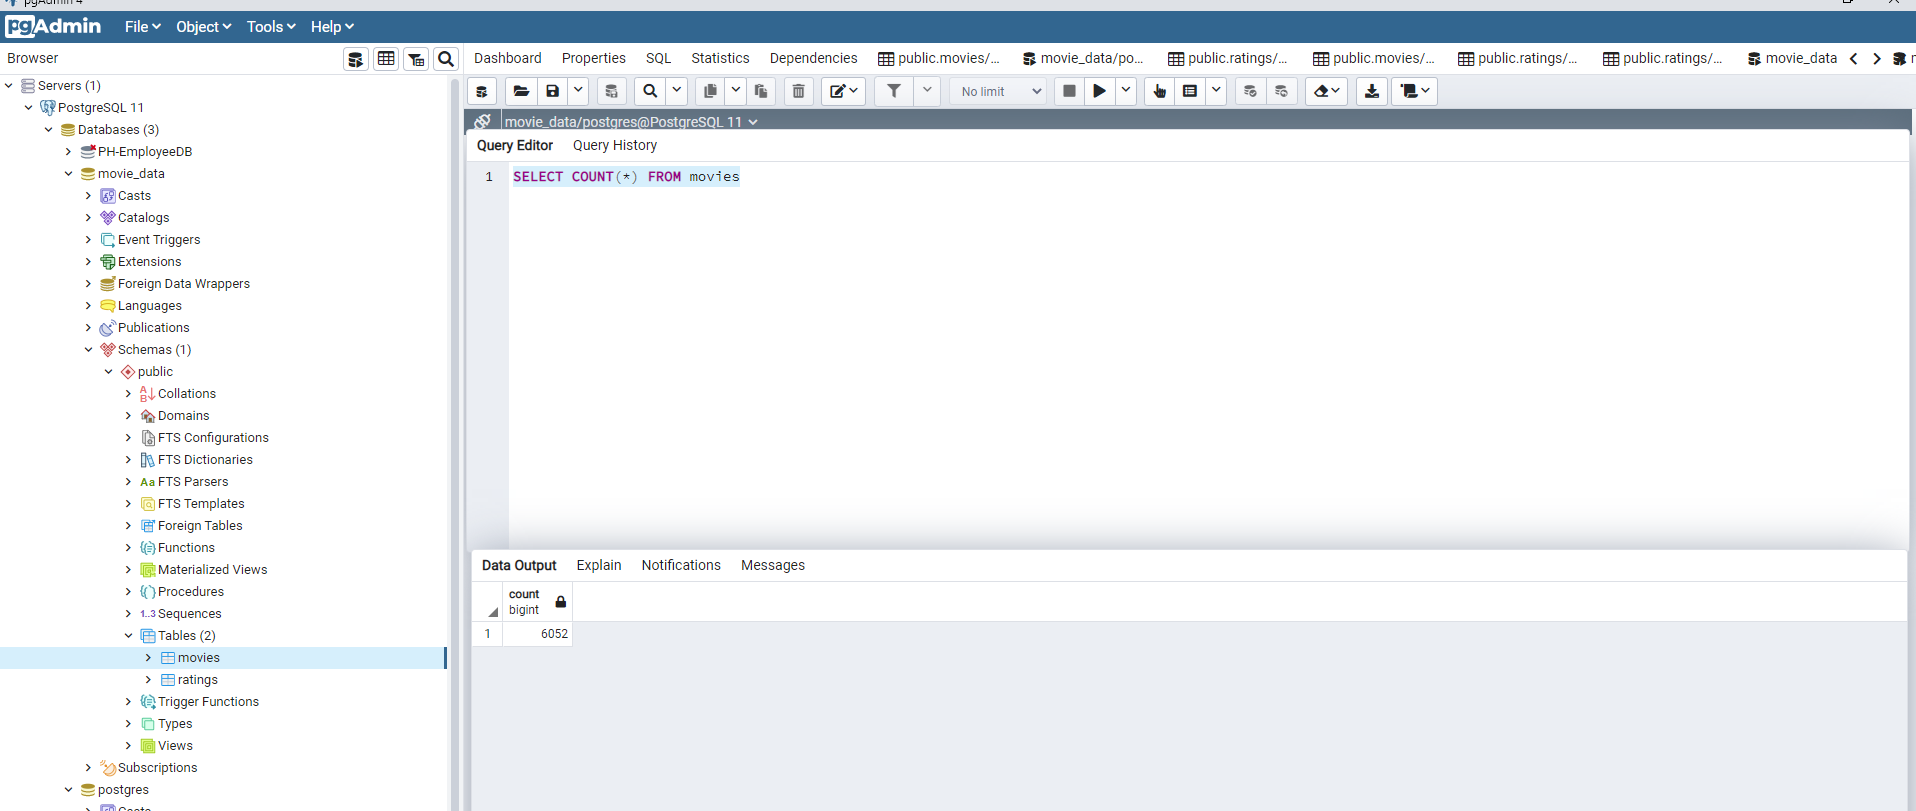 pgAdmin 4
pgAdmin File Object Tools Help
Browser
Dashboard Properties SQL Statistics Dependencies public.movies/... movie_data/po... public.ratings/... public.movies/... public.ratings/... public.ratings/... movie_data
No limit
movie_data/postgres@PostgreSQL 11
Query Editor Query History
1 SELECT COUNT(*) FROM movies
Servers (1)
PostgreSQL 11
Databases (3)
PH-EmployeeDB
movie_data
Casts
Catalogs
Event Triggers
Extensions
Foreign Data Wrappers
Languages
Publications
Schemas (1)
public
Collations
Domains
FTS Configurations
FTS Dictionaries
Aa FTS Parsers
FTS Templates
Foreign Tables
Functions
Materialized Views
Procedures
1..3 Sequences
Tables (2)
movies
ratings
Trigger Functions
Types
Views
Subscriptions
postgres
Casts
Data Output Explain Notifications Messages
count
bigint
1 6052